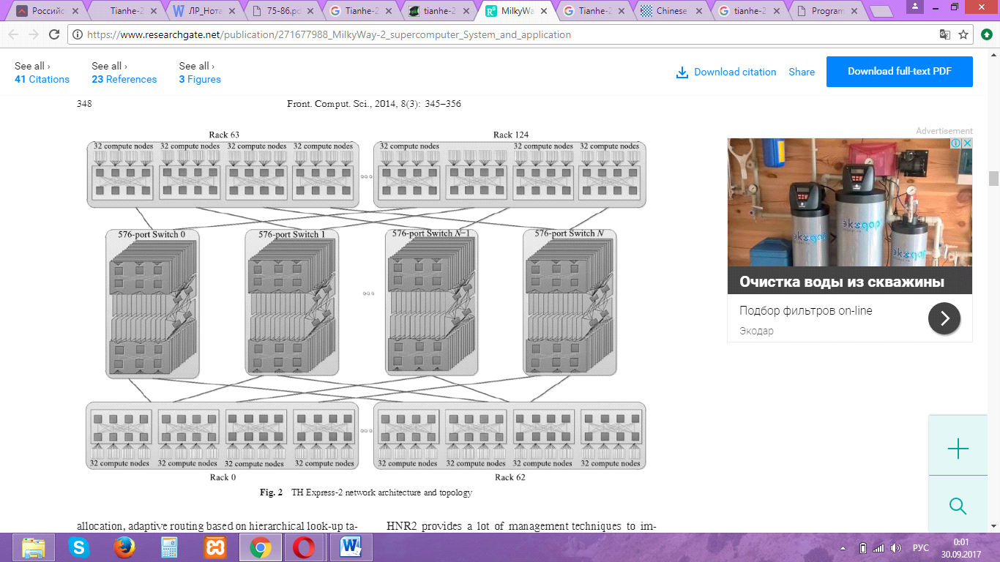 Российс
Tianhe-2
ЛР_Нота
75-86.po
Tianhe-2
tianhe-2
MilkyWa
Tianhe-2
Chinese
tianhe-2
Program
https://www.researchgate.net/publication/271677988_MilkyWay-2_supercomputer_System_and_application
See all › See all › See all ›
41 Citations 23 References 3 Figures
Download citation Share Download full-text PDF
348 Front. Comput. Sci., 2014, 8(3): 345–356
Rack 63 Rack 124
32 compute nodes 32 compute nodes 32 compute nodes 32 compute nodes 32 compute nodes 32 compute nodes 32 compute nodes
576-port Switch 0 576-port Switch 1 576-port Switch N−1 576-port Switch N
32 compute nodes 32 compute nodes 32 compute nodes 32 compute nodes 32 compute nodes 32 compute nodes 32 compute nodes 32 compute nodes
Rack 0 Rack 62
Fig. 2 TH Express-2 network architecture and topology
allocation, adaptive routing based on hierarchical look-up ta-
HNR2 provides a lot of management techniques to im-
Advertisement
Очистка воды из скважины
Подбор фильтров on-line
Экодар
РУС
0:01
30.09.2017